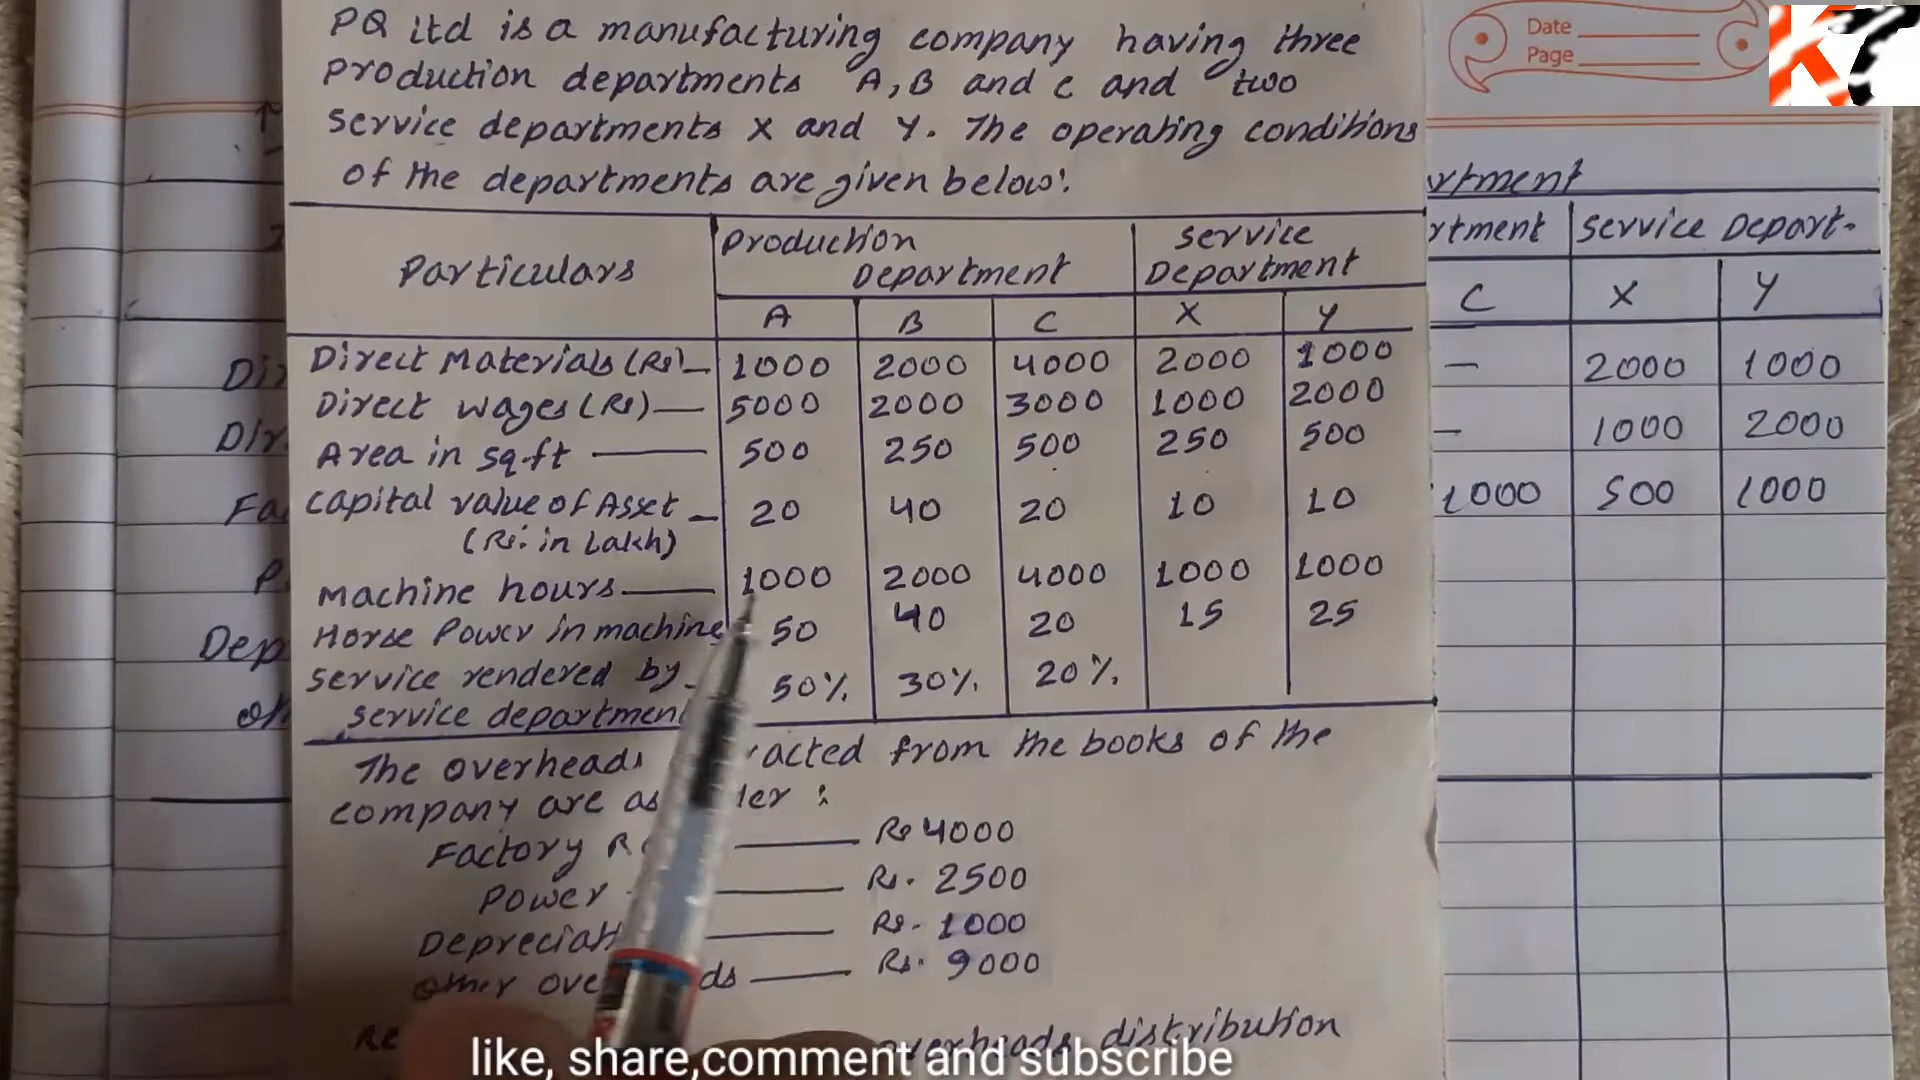 PQ ltd is a manufacturing company having three
production departments A, B and C and two
service departments X and Y. The operating conditions
of the departments are given below:
Particulars
Production
Department
Service
Department
A B C X Y
Direct Materials (Rs) — 1000 2000 4000 2000 1000
Direct wages (Rs) — 5000 2000 3000 1000 2000
Area in sq.ft — 500 250 500 250 500
Capital value of Asset — 20 40 20 10 10
(Rs. in Lakh)
Machine hours — 1000 2000 4000 1000 1000
Horse Power in machine 50 40 20 15 25
Service rendered by - 50% 30% 20%
service department
The overheads from the books of the
company are as
Factory — Rs 4000
Power — Rs. 2500
— Rs. 1000
— Rs. 9000
overheads distribution
like, share,comment and subscribe
Date
Page
Service Depart-
C X Y
— 2000 1000
— 1000 2000
1000 500 1000